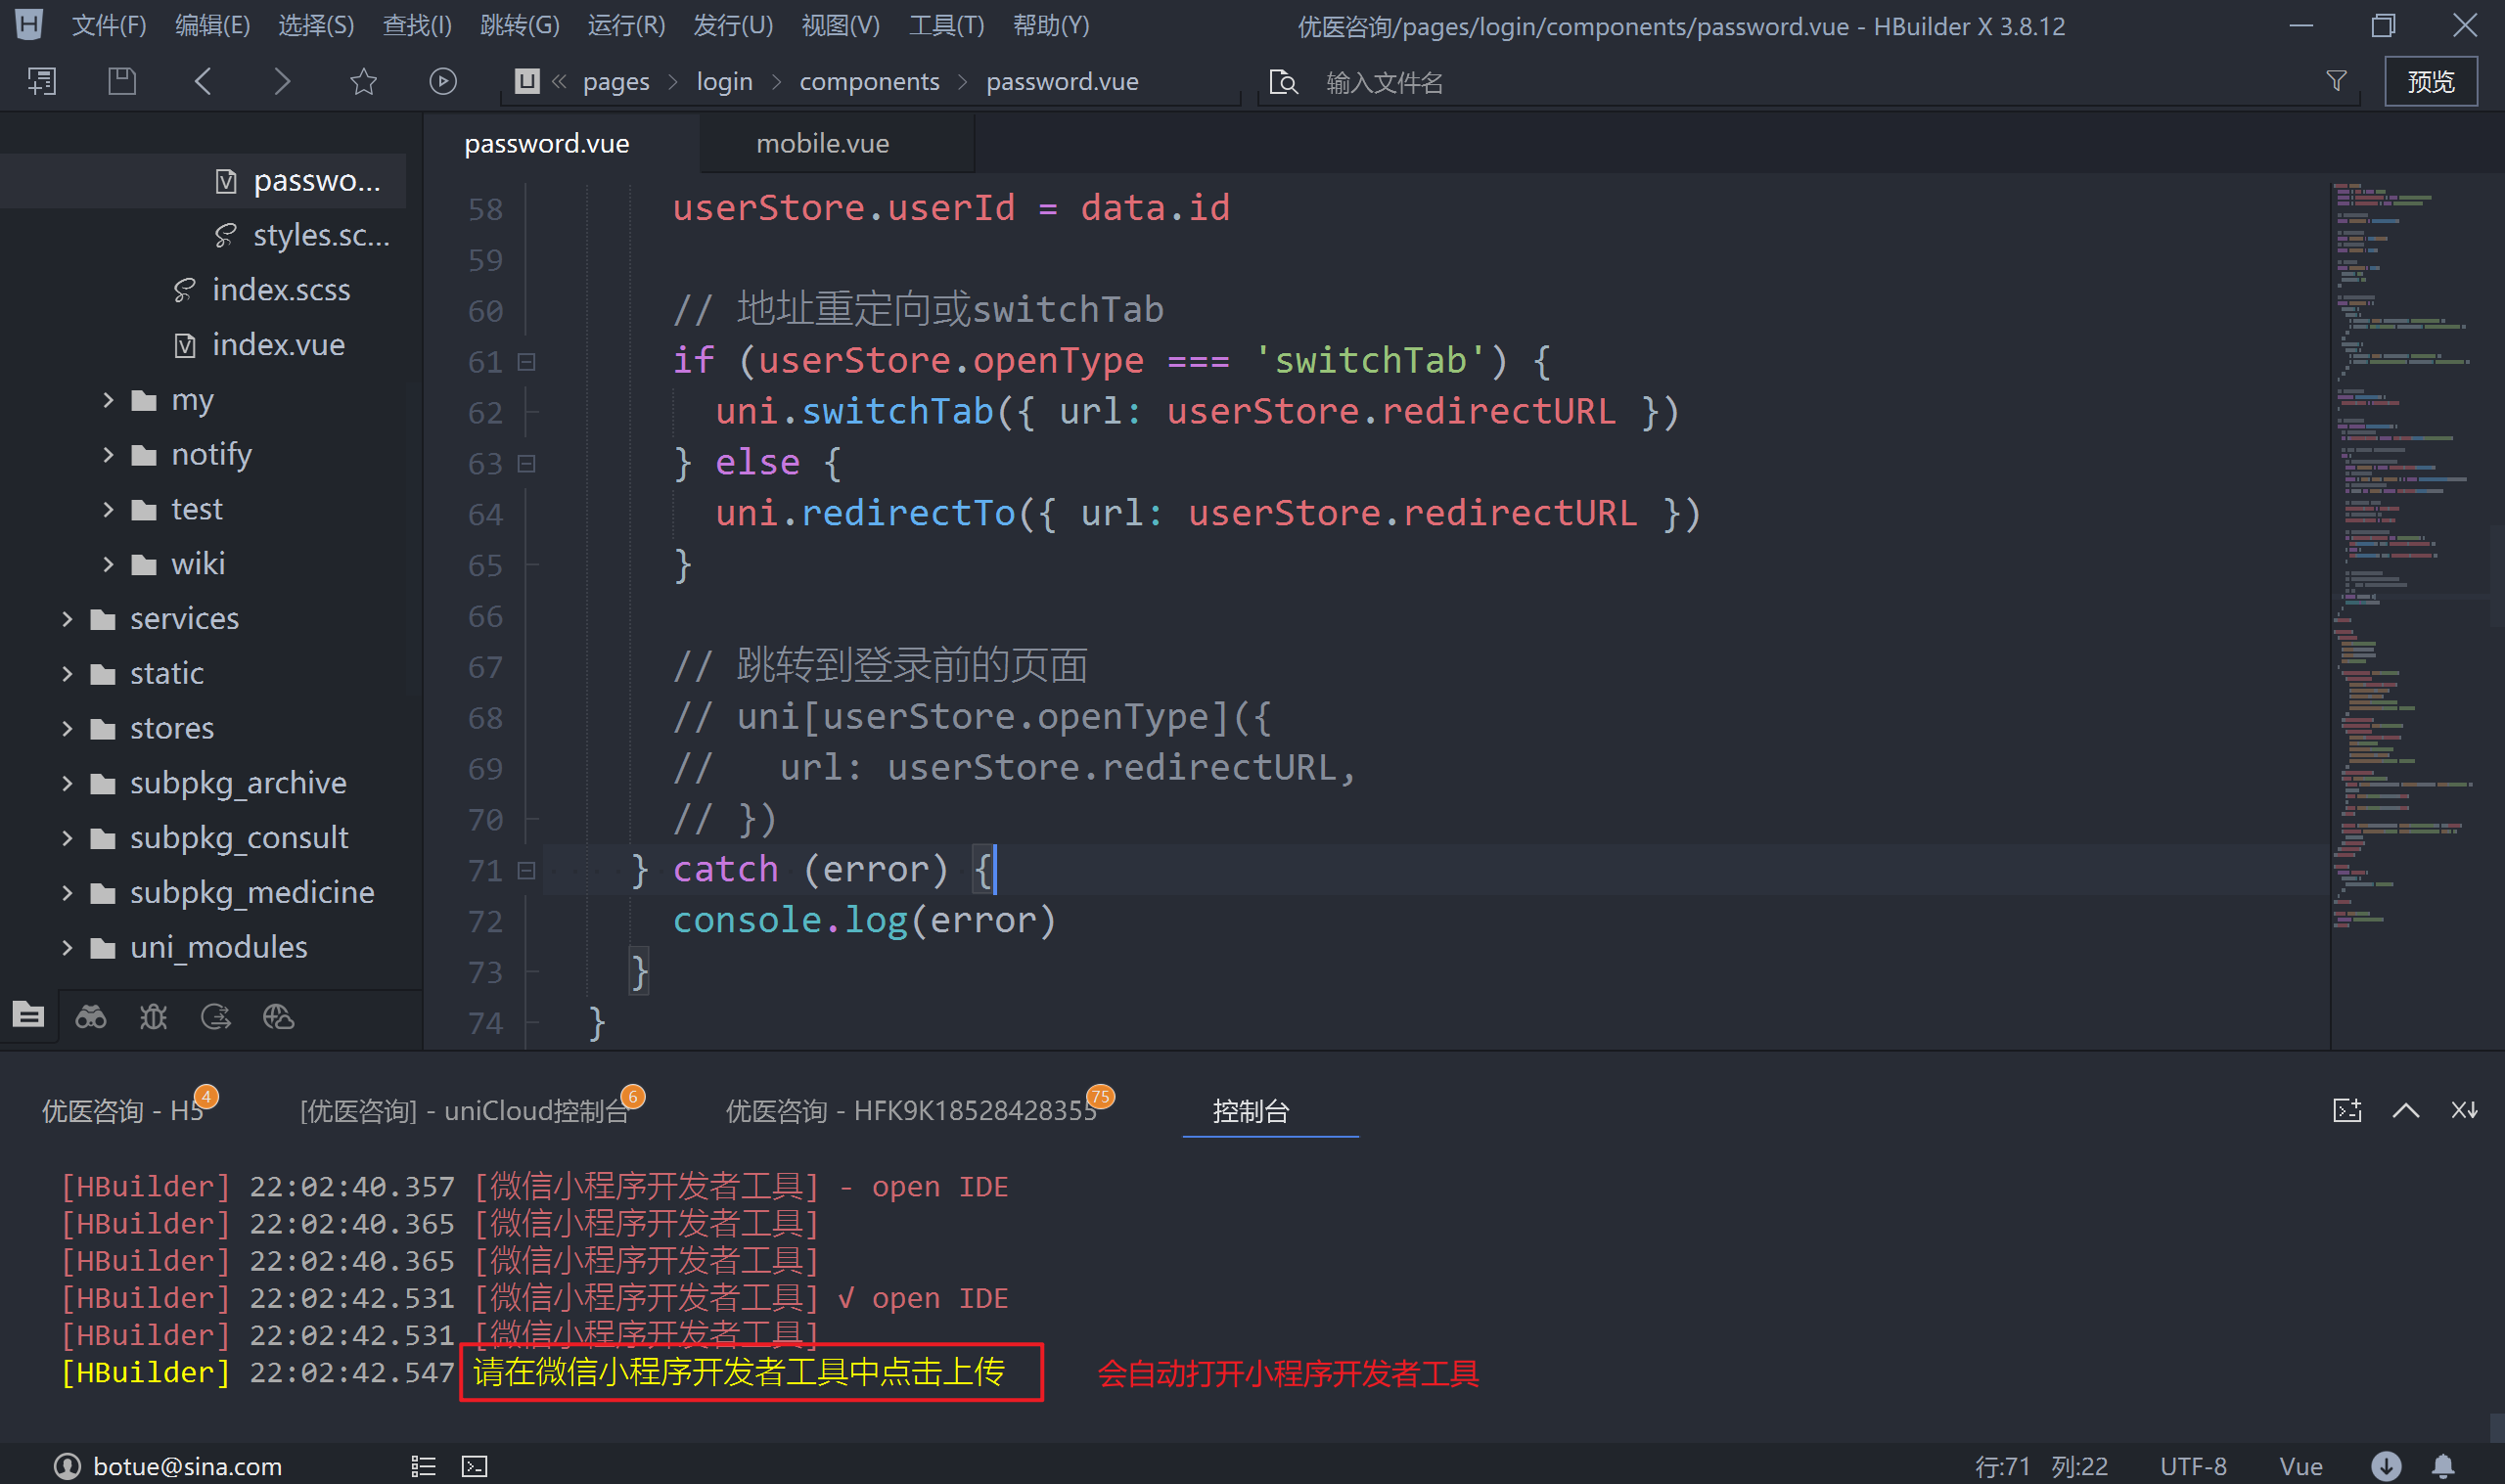 文件(F) 编辑(E) 选择(S) 查找(I) 跳转(G) 运行(R) 发行(U) 视图(V) 工具(T) 帮助(Y) 优医咨询/pages/login/components/password.vue - HBuilder X 3.8.12
pages login components password.vue 输入文件名 预览
passwo...
styles.sc...
index.scss
index.vue
my
notify
test
wiki
services
static
stores
subpkg_archive
subpkg_consult
subpkg_medicine
uni_modules
password.vue mobile.vue
58 userStore.userId = data.id
59
60 // 地址重定向或switchTab
61 if (userStore.openType === 'switchTab') {
62 uni.switchTab({ url: userStore.redirectURL })
63 } else {
64 uni.redirectTo({ url: userStore.redirectURL })
65 }
66
67 // 跳转到登录前的页面
68 // uni[userStore.openType]({
69 //   url: userStore.redirectURL,
70 // })
71 } catch (error) {
72 console.log(error)
73 }
74 }
优医咨询 - H5 4 [优医咨询] - uniCloud控制台 6 优医咨询 - HFK9K18528428355 75 控制台
[HBuilder] 22:02:40.357 [微信小程序开发者工具] - open IDE
[HBuilder] 22:02:40.365 [微信小程序开发者工具]
[HBuilder] 22:02:40.365 [微信小程序开发者工具]
[HBuilder] 22:02:42.531 [微信小程序开发者工具] √ open IDE
[HBuilder] 22:02:42.531 [微信小程序开发者工具]
[HBuilder] 22:02:42.547 请在微信小程序开发者工具中点击上传 会自动打开小程序开发者工具
botue@sina.com 行:71 列:22 UTF-8 Vue